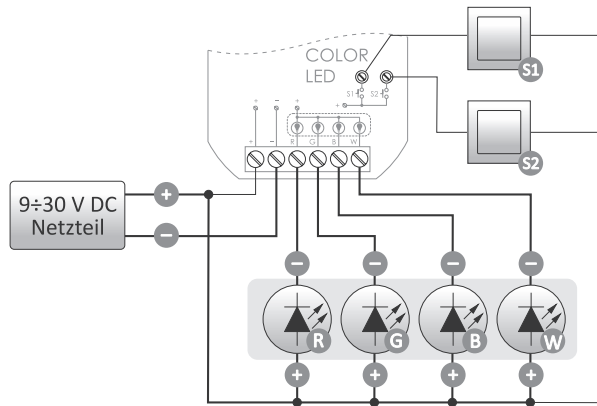 COLOR
LED
S1
S2
S1 S2
+
+ − +
+ − R G B W
9÷30 V DC
Netzteil
+
−
− − − −
R G B W
+ + + +